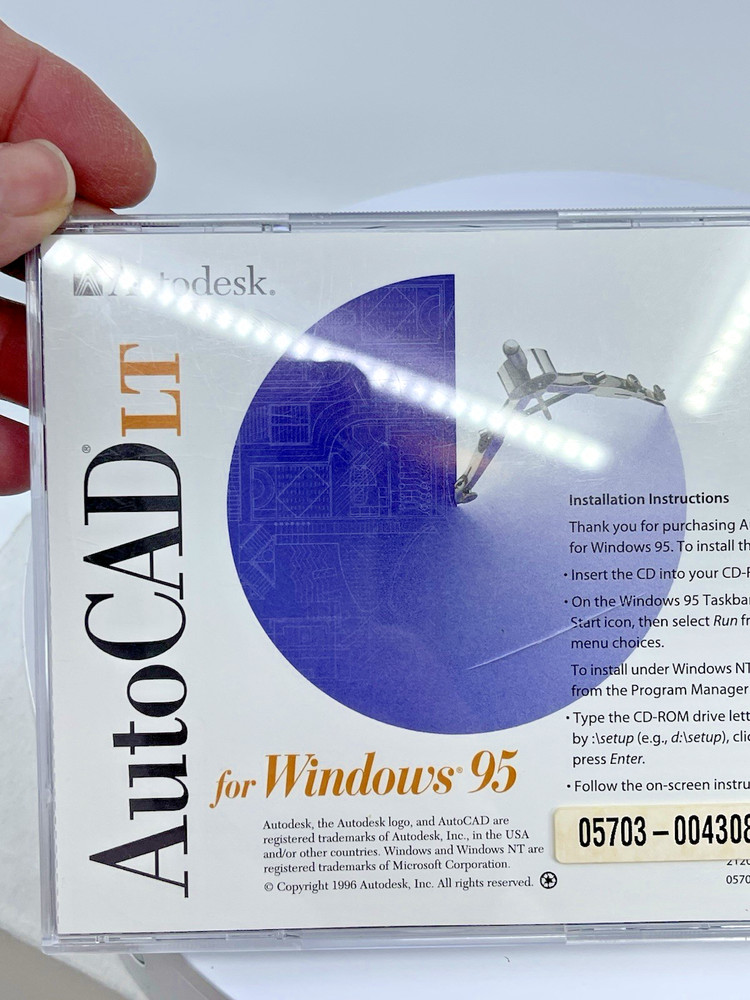 Autodesk®
AutoCAD® LT
for Windows® 95
Installation Instructions
Thank you for purchasing
for Windows 95. To install
• Insert the CD into your
• On the Windows 95
Start icon, then select Run
menu choices.
To install under Windows NT
from the Program Manager
• Type the CD-ROM drive
by :\setup (e.g., d:\setup),
press Enter.
• Follow the on-screen
05703-004308
Autodesk, the Autodesk logo, and AutoCAD are
registered trademarks of Autodesk, Inc., in the USA
and/or other countries. Windows and Windows NT are
registered trademarks of Microsoft Corporation.
© Copyright 1996 Autodesk, Inc. All rights reserved.